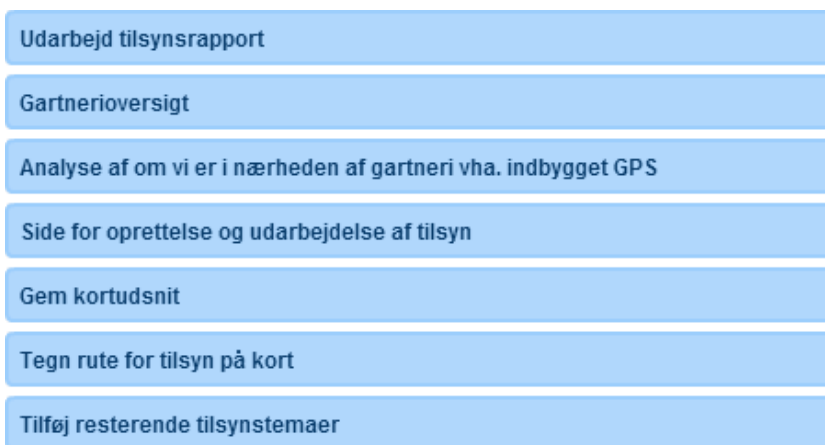 Udarbejd tilsynsrapport
Gartnerioversigt
Analyse af om vi er i nærheden af gartneri vha. indbygget GPS
Side for oprettelse og udarbejdelse af tilsyn
Gem kortudsnit
Tegn rute for tilsyn på kort
Tilføj resterende tilsynstemaer